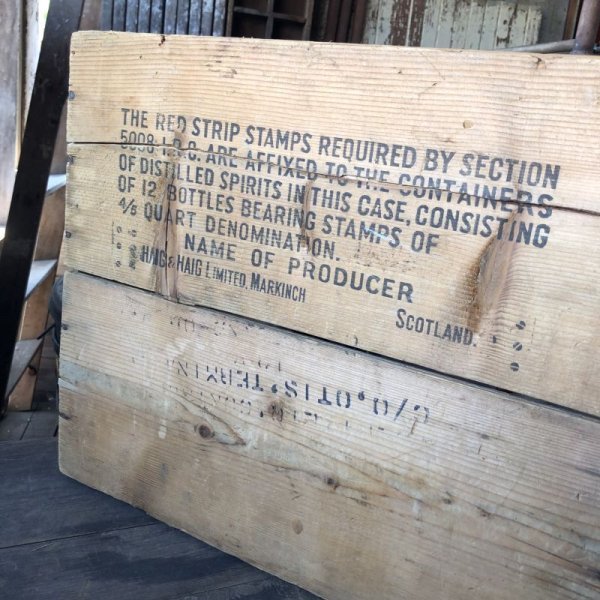 THE RED STRIP STAMPS REQUIRED BY SECTION
5008 I.R.C. ARE AFFIXED TO THE CONTAINERS
OF DISTILLED SPIRITS IN THIS CASE, CONSISTING
OF 12 BOTTLES BEARING STAMPS OF
4/5 QUART DENOMINATION.
NAME OF PRODUCER
HAIG & HAIG LIMITED, MARKINCH
SCOTLAND.
C/O. OTIS TERMIN